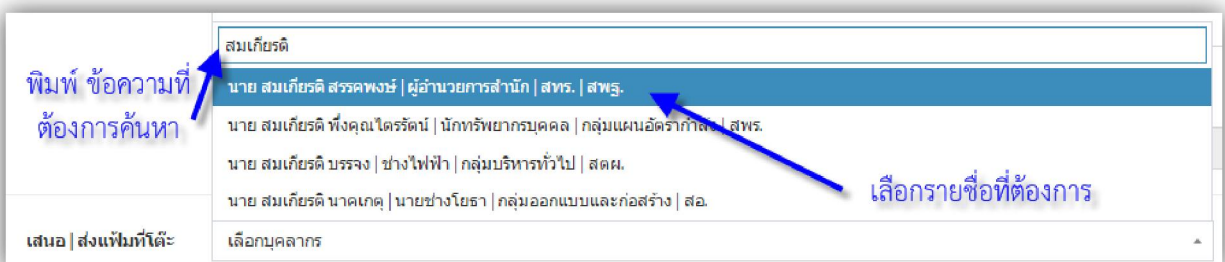 สมเกียรติ
พิมพ์ ข้อความที่
ต้องการค้นหา
นาย สมเกียรติ สรรคพงษ์ | ผู้อำนวยการสำนัก | สทร. | สพฐ.
นาย สมเกียรติ พึ่งคุณไตรรัตน์ | นักทรัพยากรบุคคล | กลุ่มแผนอัตรากำลัง | สพร.
นาย สมเกียรติ บรรจง | ช่างไฟฟ้า | กลุ่มบริหารทั่วไป | สตผ.
นาย สมเกียรติ นาคเกตุ | นายช่างโยธา | กลุ่มออกแบบและก่อสร้าง | สอ.
เลือกรายชื่อที่ต้องการ
เสนอ | ส่งแฟ้มที่โต๊ะ
เลือกบุคลากร